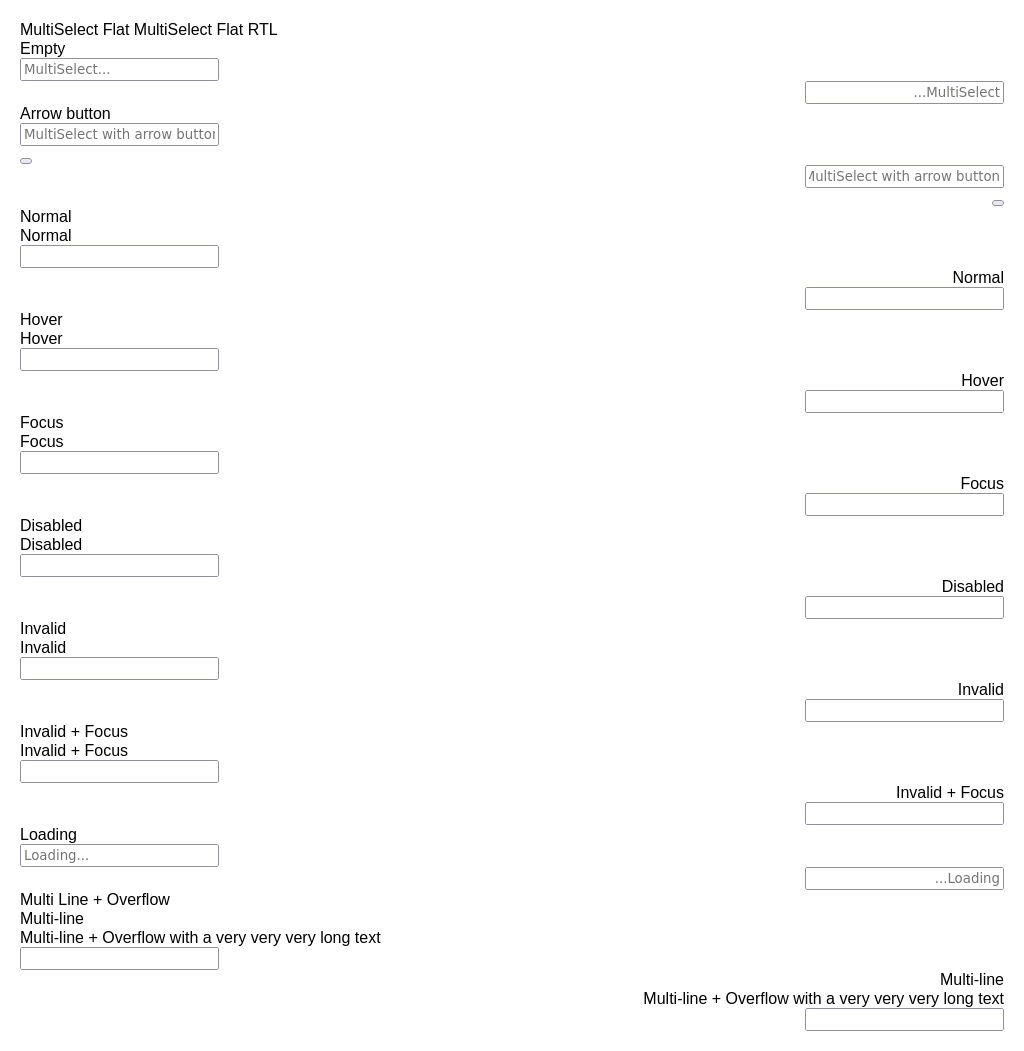 MultiSelect Flat MultiSelect Flat RTL
Empty
MultiSelect...
...MultiSelect
Arrow button
MultiSelect with arrow button
MultiSelect with arrow button
Normal
Normal
Normal
Hover
Hover
Hover
Focus
Focus
Focus
Disabled
Disabled
Disabled
Invalid
Invalid
Invalid
Invalid + Focus
Invalid + Focus
Invalid + Focus
Loading
Loading...
...Loading
Multi Line + Overflow
Multi-line
Multi-line + Overflow with a very very very long text
Multi-line
Multi-line + Overflow with a very very very long text